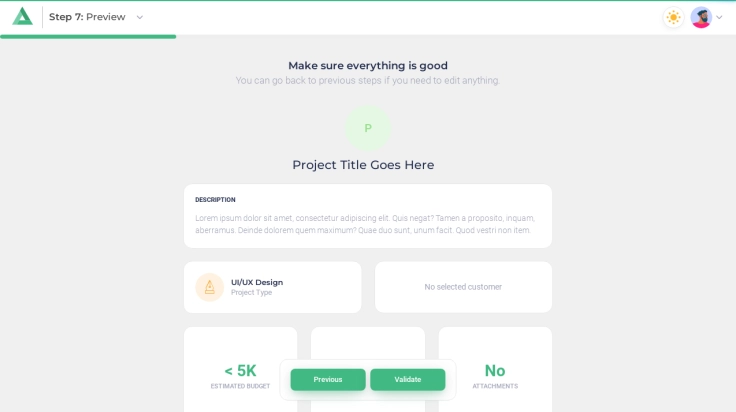 Step 7: Preview
Make sure everything is good
You can go back to previous steps if you need to edit anything.
P
Project Title Goes Here
DESCRIPTION
Lorem ipsum dolor sit amet, consectetur adipiscing elit. Quis negat? Tamen a proposito, inquam,
aberramus. Deinde dolorem quem maximum? Quae duo sunt, unum facit. Quod vestri non item.
UI/UX Design
Project Type
No selected customer
< 5K
ESTIMATED BUDGET
Previous
Validate
No
ATTACHMENTS